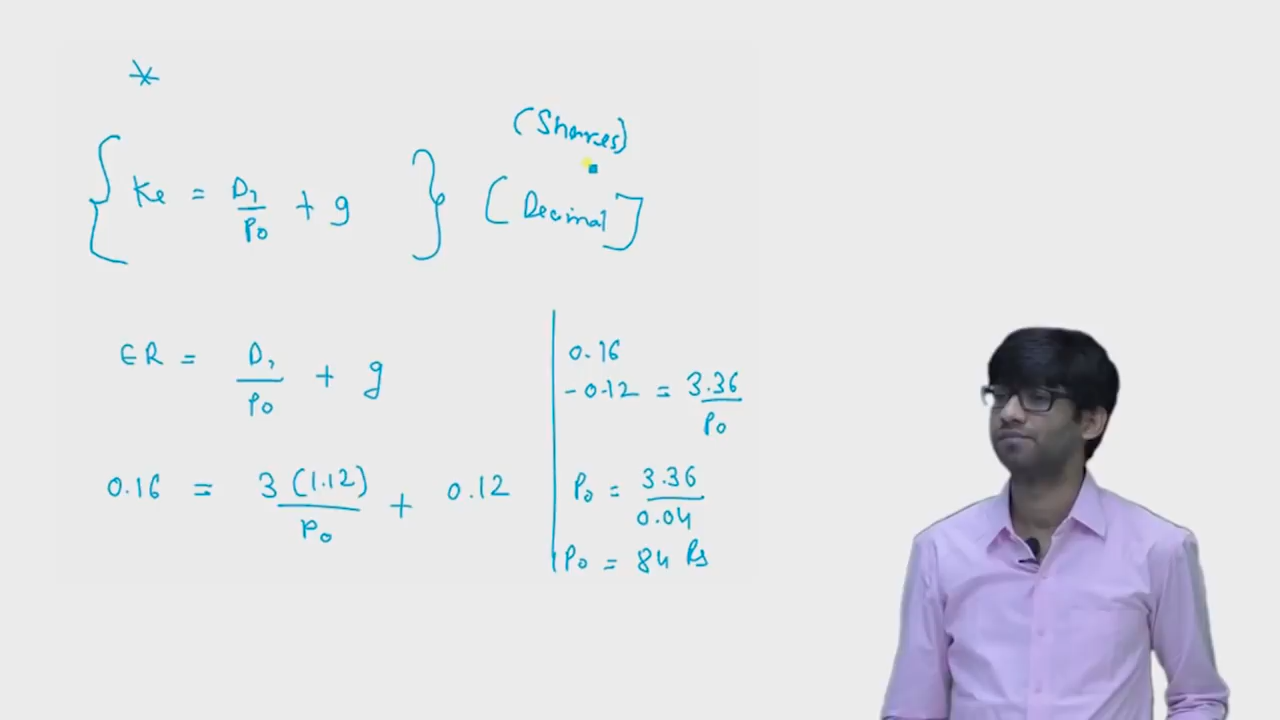 *
(Shares)
{ Ke = D1/P0 + g } [Decimal]
ER = D1/P0 + g
0.16 = 3(1.12)/P0 + 0.12
0.16
-0.12 = 3.36/P0
P0 = 3.36/0.04
P0 = 84 Rs